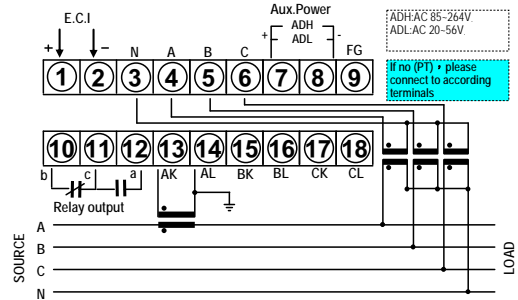 E.C.I
Aux.Power
ADH
ADL
ADH:AC 85~264V
ADL:AC 20~56V
+ - N A B C + - FG
1 2 3 4 5 6 7 8 9
If no (PT), please
connect to according
terminals
10 11 12 13 14 15 16 17 18
b c a AK AL BK BL CK CL
Relay output
SOURCE
A
B
C
N
LOAD